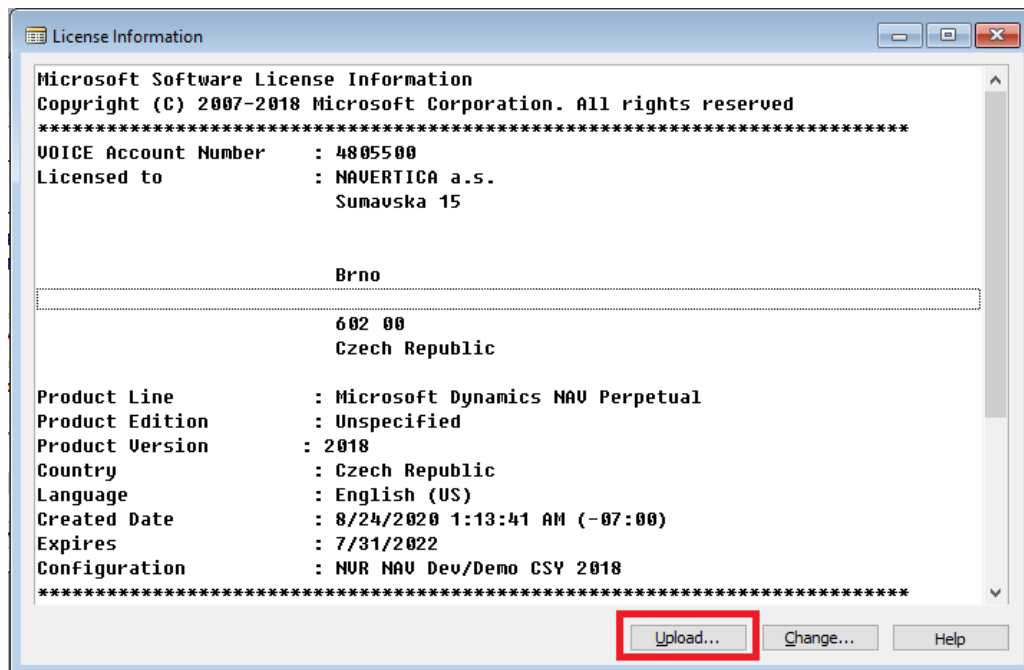 License Information
Microsoft Software License Information
Copyright (C) 2007-2018 Microsoft Corporation. All rights reserved
*******************************************************************************
VOICE Account Number : 4805500
Licensed to : NAVERTICA a.s.
Sumavska 15
Brno
602 00
Czech Republic
Product Line : Microsoft Dynamics NAV Perpetual
Product Edition : Unspecified
Product Version : 2018
Country : Czech Republic
Language : English (US)
Created Date : 8/24/2020 1:13:41 AM (-07:00)
Expires : 7/31/2022
Configuration : NVR NAV Dev/Demo CSY 2018
*******************************************************************************
Upload... Change... Help